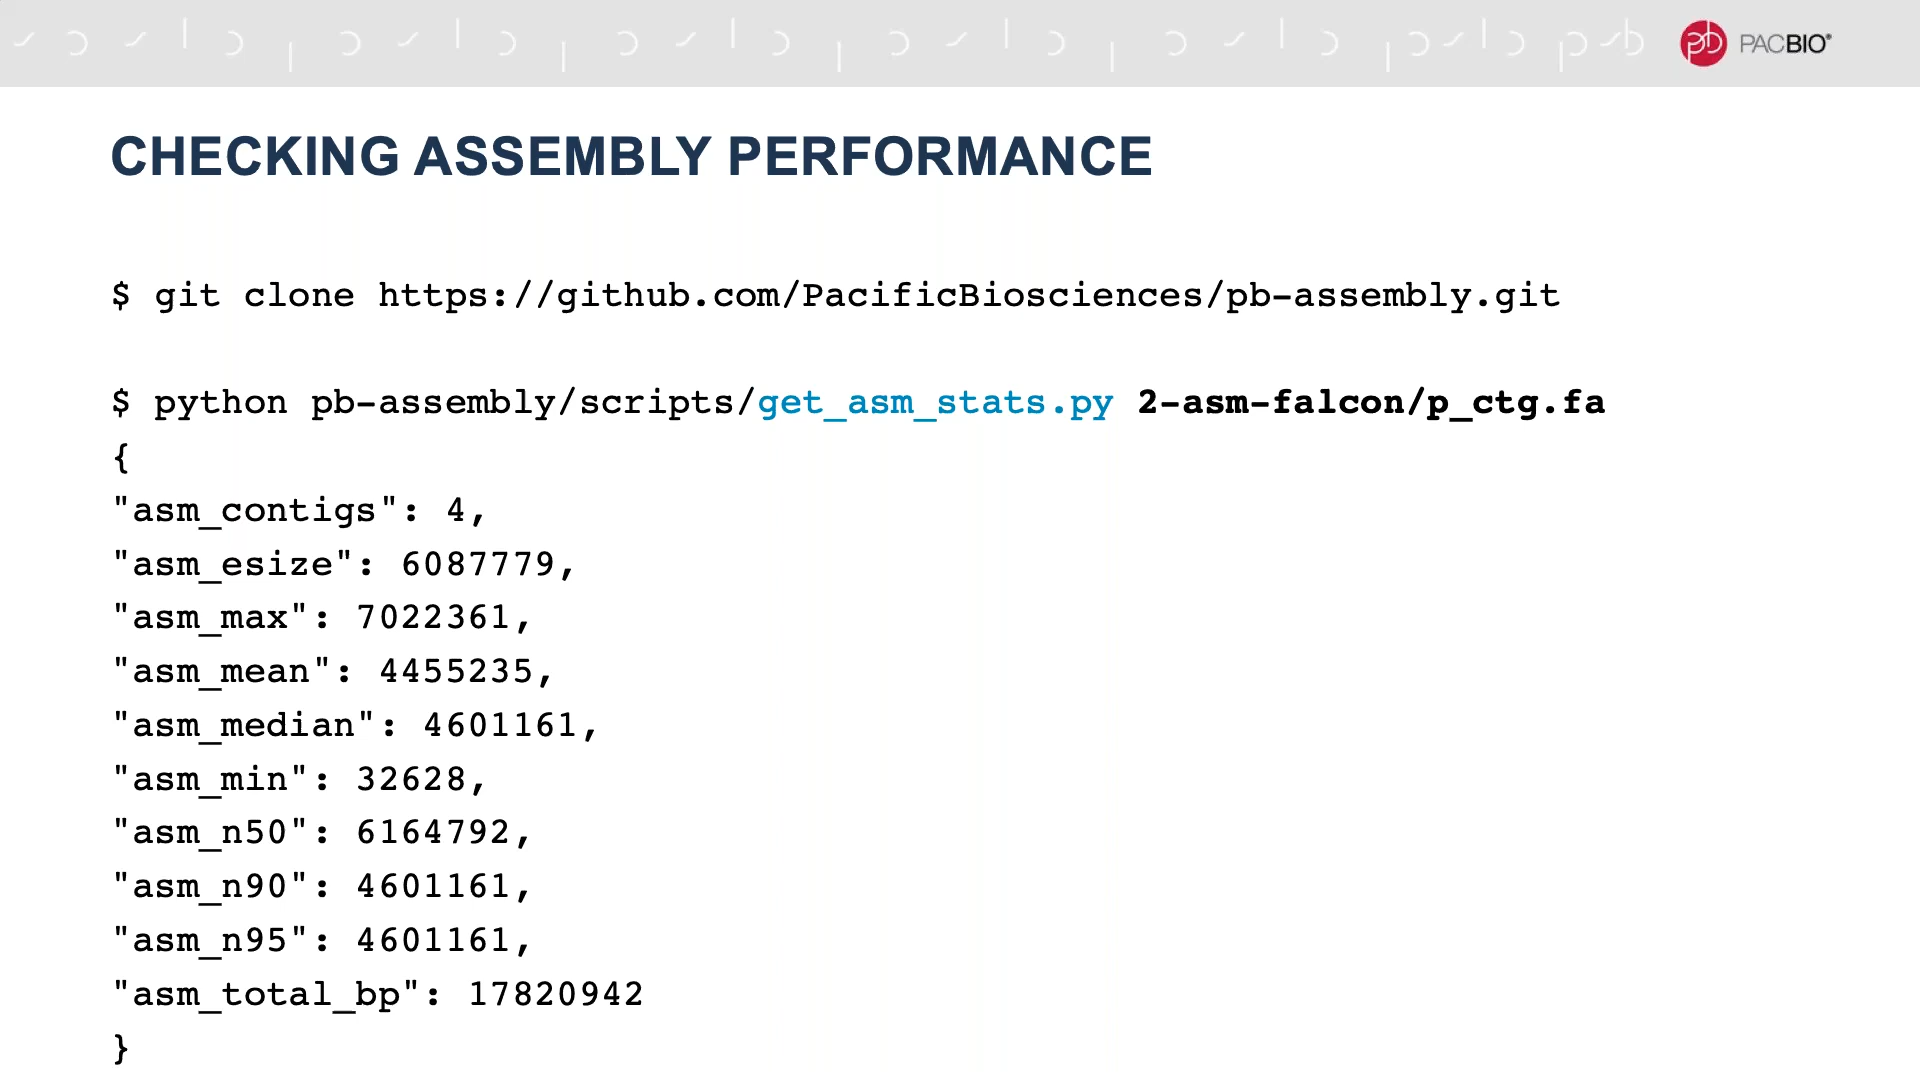 PACBIO®
CHECKING ASSEMBLY PERFORMANCE
$ git clone https://github.com/PacificBiosciences/pb-assembly.git
$ python pb-assembly/scripts/get_asm_stats.py 2-asm-falcon/p_ctg.fa
{
"asm_contigs": 4,
"asm_esize": 6087779,
"asm_max": 7022361,
"asm_mean": 4455235,
"asm_median": 4601161,
"asm_min": 32628,
"asm_n50": 6164792,
"asm_n90": 4601161,
"asm_n95": 4601161,
"asm_total_bp": 17820942
}